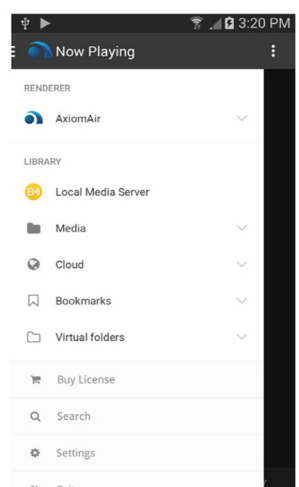 3:20 PM
Now Playing
RENDERER
AxiomAir
LIBRARY
Local Media Server
Media
Cloud
Bookmarks
Virtual folders
Buy License
Search
Settings